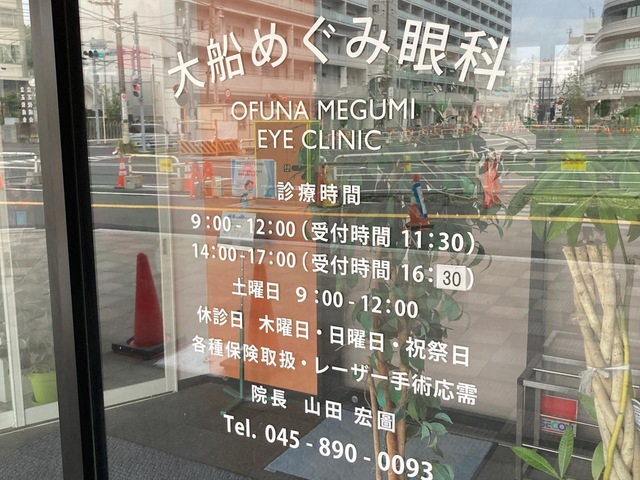 大船めぐみ眼科
OFUNA MEGUMI
EYE CLINIC
診療時間
9:00-12:00(受付時間 11:30)
14:00-17:00(受付時間 16:30)
土曜日 9:00-12:00
休診日 木曜日・日曜日・祝祭日
各種保険取扱・レーザー手術応需
院長 山田 宏圖
Tel. 045-890-0093
SECOM